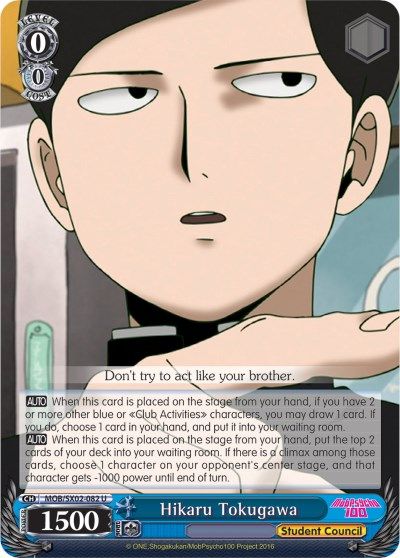 LEVEL
0
0
COST
Don't try to act like your brother.
AUTO When this card is placed on the stage from your hand, if you have 2
or more other blue or «Club Activities» characters, you may draw 1 card. If
you do, choose 1 card in your hand, and put it into your waiting room.
AUTO When this card is placed on the stage from your hand, put the top 2
cards of your deck into your waiting room. If there is a climax among those
cards, choose 1 character in your opponent's center stage, and that
character gets -1000 power until end of turn.
CH MOB/SX02-082 U
POWER 1500
Hikaru Tokugawa
MOBPSYCHO 100
Student Council
© ONE,Shogakukan/MobPsycho100 Project 2016